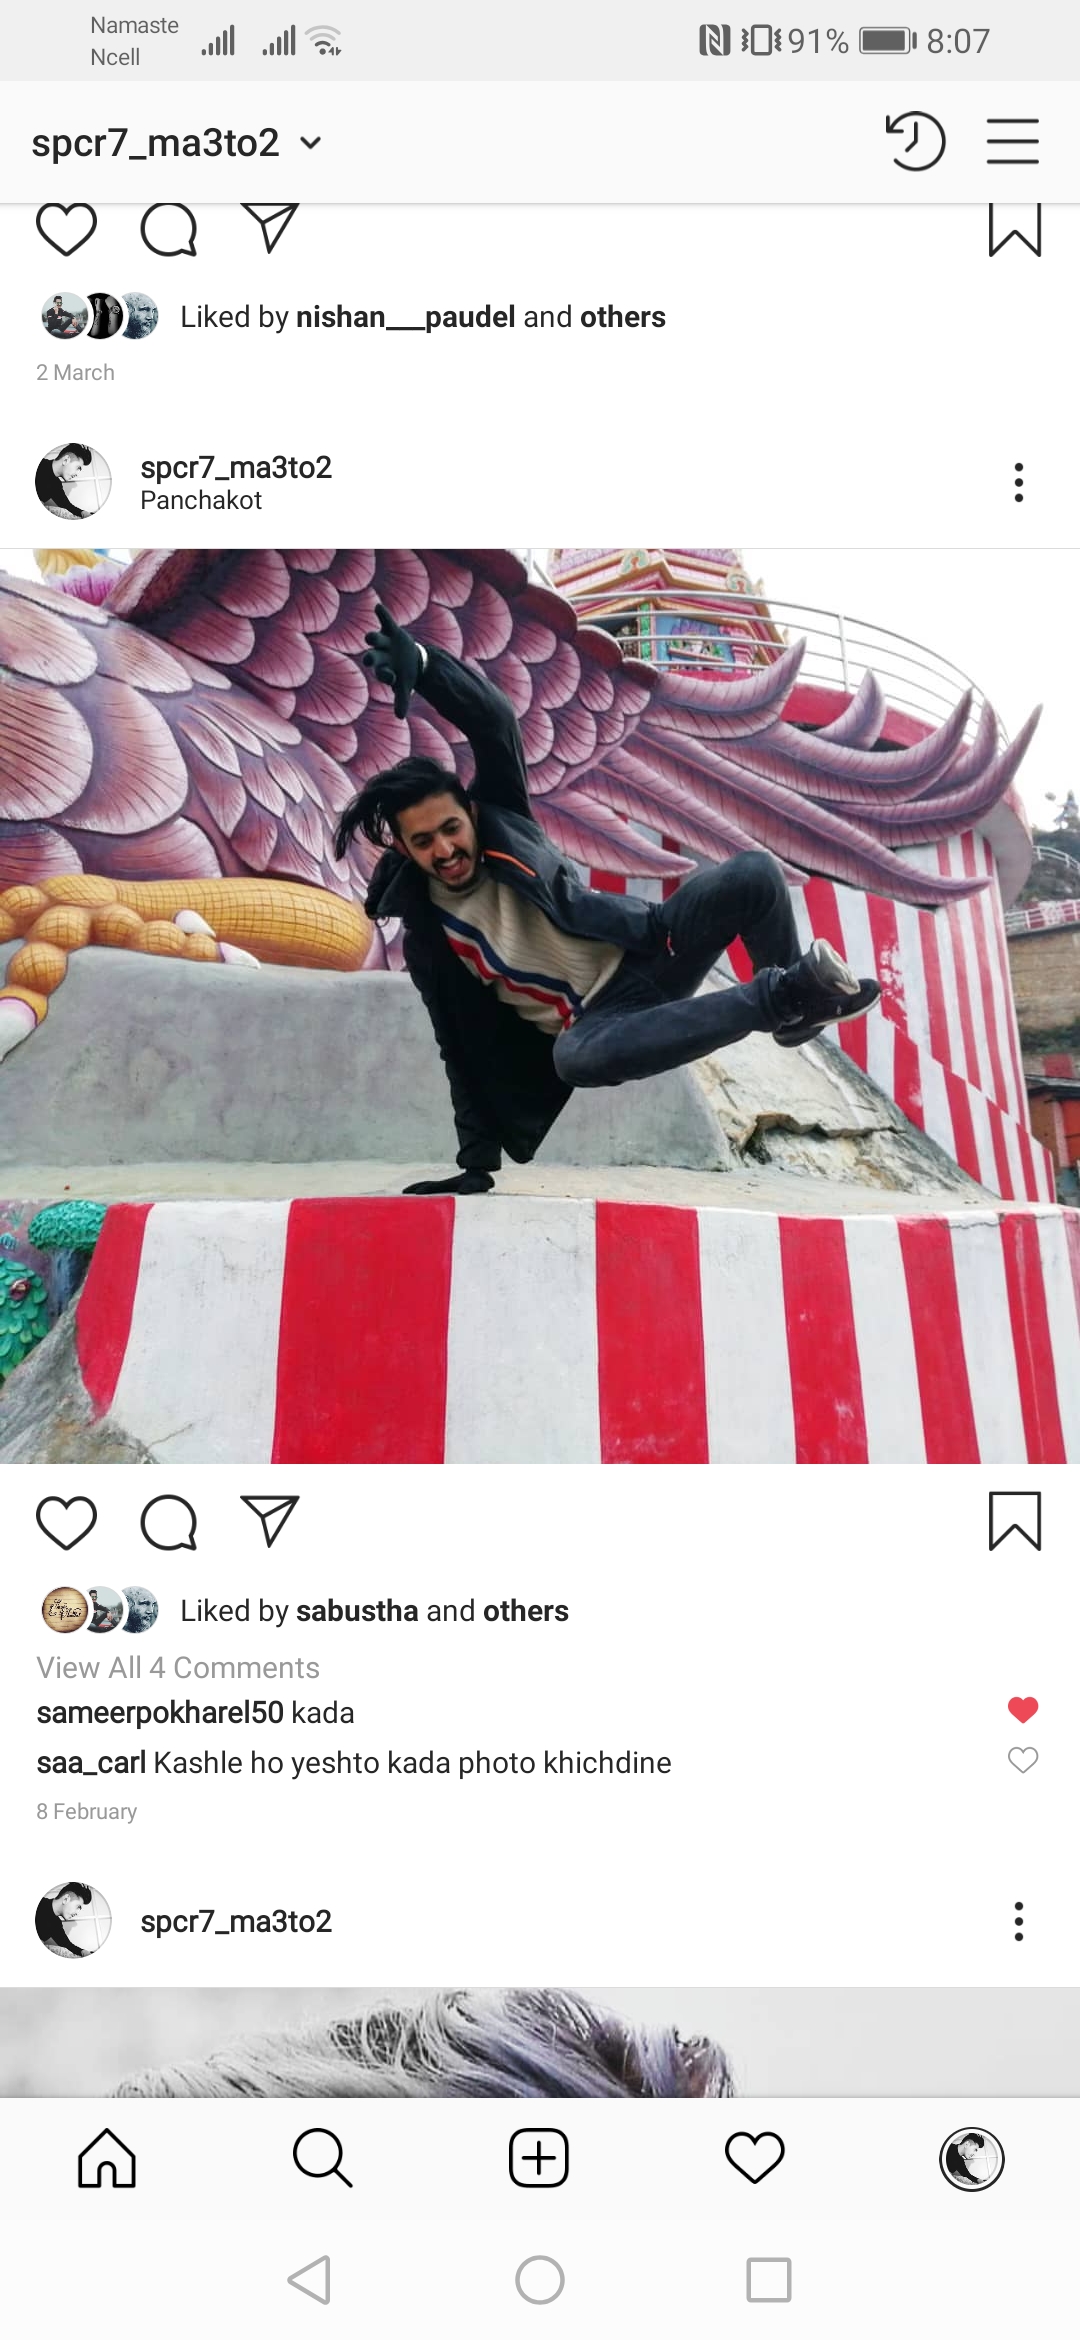 Namaste
Ncell
91% 8:07
spcr7_ma3to2
Liked by nishan___paudel and others
2 March
spcr7_ma3to2
Panchakot
Liked by sabustha and others
View All 4 Comments
sameerpokharel50 kada
saa_carl Kashle ho yeshto kada photo khichdine
8 February
spcr7_ma3to2